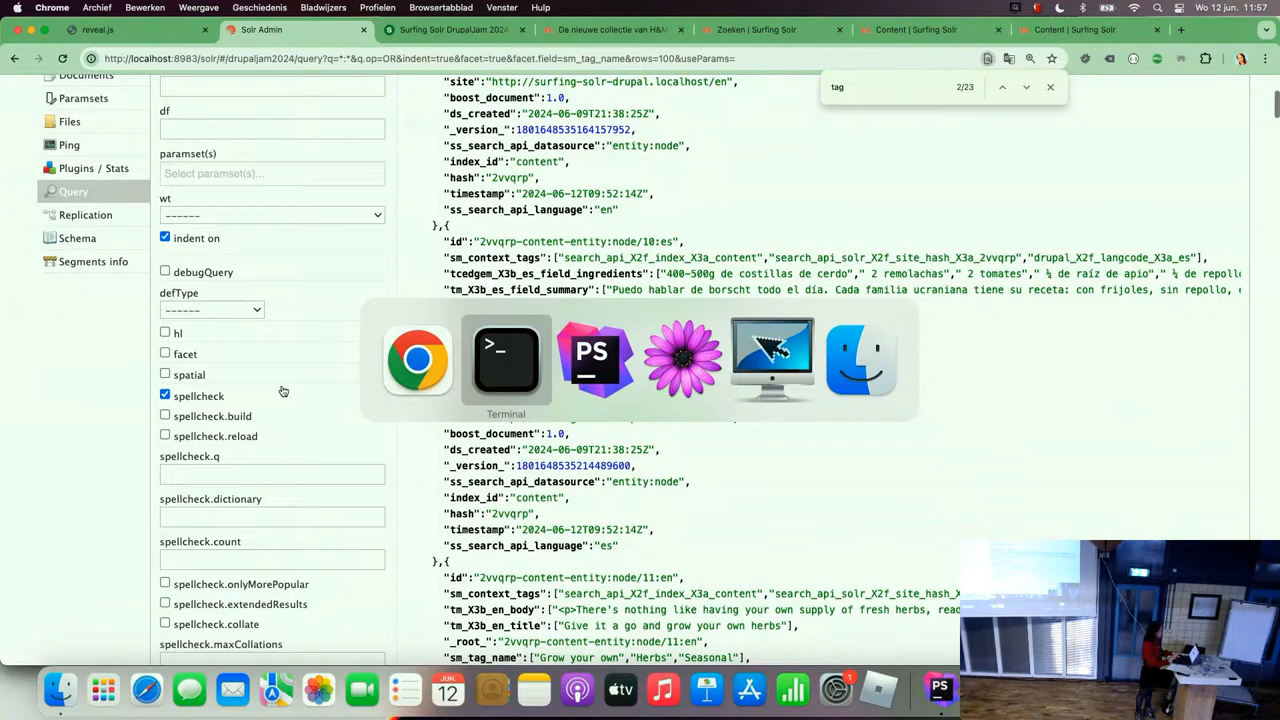 Chrome Archief Bewerken Weergave Geschiedenis Bladwijzers Profielen Browsertabblad Venster Help
Wo 12 jun. 11:57
reveal.js
Solr Admin
Surfing Solr DrupalJam 2024
De nieuwe collectie van H&M
Zoeken | Surfing Solr
Content | Surfing Solr
Content | Surfing Solr
http://localhost:8983/solr/#/drupaljam2024/query?q=*:*&q.op=OR&indent=true&facet=true&facet.field=sm_tag_name&rows=100&useParams=
tag
2/23
Documents
Paramsets
Files
Ping
Plugins / Stats
Query
Replication
Schema
Segments info
df
paramset(s)
Select paramset(s)...
wt
------
indent on
debugQuery
defType
------
hl
facet
spatial
spellcheck
spellcheck.build
spellcheck.reload
spellcheck.q
spellcheck.dictionary
spellcheck.count
spellcheck.onlyMorePopular
spellcheck.extendedResults
spellcheck.collate
spellcheck.maxCollations
"site":"http://surfing-solr-drupal.localhost/en",
"boost_document":1.0,
"ds_created":"2024-06-09T21:38:25Z",
"_version_":1801648535164157952,
"ss_search_api_datasource":"entity:node",
"index_id":"content",
"hash":"2vvqrp",
"timestamp":"2024-06-12T09:52:14Z",
"ss_search_api_language":"en"
},{
"id":"2vvqrp-content-entity:node/10:es",
"sm_context_tags":["search_api_X2f_index_X3a_content","search_api_solr_X2f_site_hash_X3a_2vvqrp","drupal_X2f_langcode_X3a_es"],
"tcedgem_X3b_es_field_ingredients":["400-500g de costillas de cerdo"," 2 remolachas"," 2 tomates"," ¼ de raíz de apio"," ¼ de repoll
"tm_X3b_es_field_summary":["Puedo hablar de borscht todo el día. Cada familia ucraniana tiene su receta: con frijoles, sin repollo, c
PS
Terminal
"boost_document":1.0,
"ds_created":"2024-06-09T21:38:25Z",
"_version_":1801648535214489600,
"ss_search_api_datasource":"entity:node",
"index_id":"content",
"hash":"2vvqrp",
"timestamp":"2024-06-12T09:52:14Z",
"ss_search_api_language":"es"
},{
"id":"2vvqrp-content-entity:node/11:en",
"sm_context_tags":["search_api_X2f_index_X3a_content","search_api_solr_X2f_s
"tm_X3b_en_body":["<p>There's nothing like having your own supply of fresh herbs, read
"tm_X3b_en_title":["Give it a go and grow your own herbs"],
"_root_":"2vvqrp-content-entity:node/11:en",
"sm_tag_name":["Grow your own","Herbs","Seasonal"],
JUN.
12
tv
1
PS